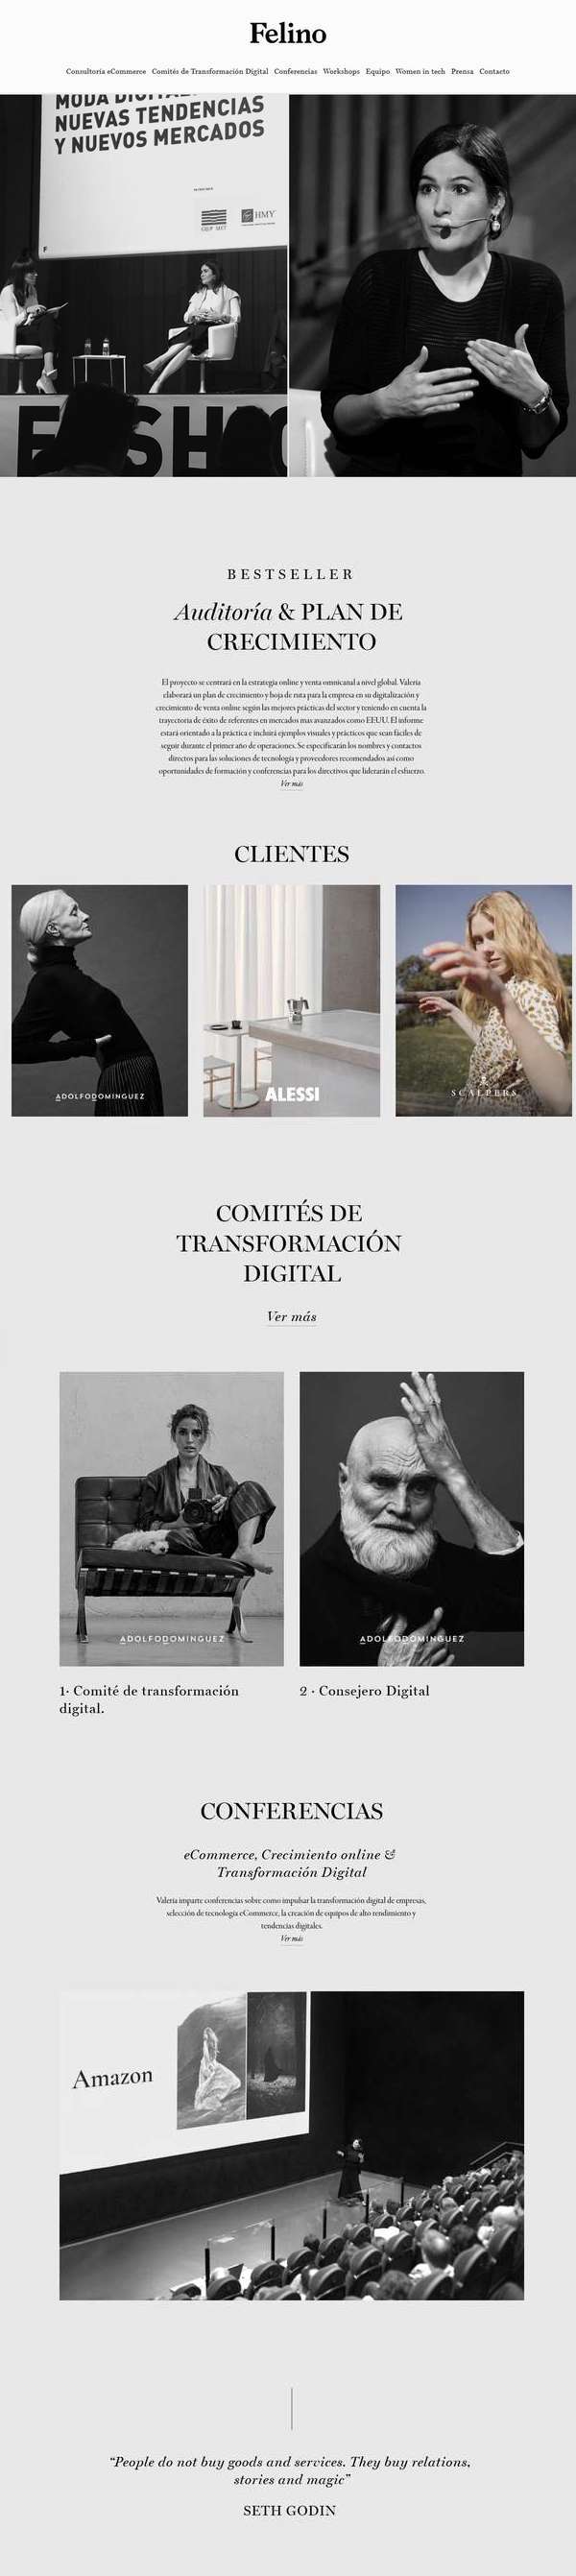 Felino
Consultoría eCommerce Comités de Transformación Digital Conferencias Workshops Equipo Women in tech Prensa Contacto
MODA DIGITAL
NUEVAS TENDENCIAS
Y NUEVOS MERCADOS
HMY
BESTSELLER
Auditoría & PLAN DE
CRECIMIENTO
El proyecto se centrará en la estrategia online y venta omnicanal a nivel global. Valeria
elaborará un plan de crecimiento y hoja de ruta para la empresa en su digitalización y
crecimiento de venta online según las mejores prácticas del sector y teniendo en cuenta la
trayectoria de éxito de referentes en mercados mas avanzados como EEUU. El informe
estará orientado a la práctica e incluirá ejemplos visuales y prácticos que sean fáciles de
seguir durante el primer año de operaciones. Se especificarán los nombres y contactos
directos para las soluciones de tecnología y proveedores recomendados así como
oportunidades de formación y conferencias para los directivos que liderarán el esfuerzo.
Ver más
CLIENTES
ADOLFODOMINGUEZ
ALESSI
SCALPERS
COMITÉS DE
TRANSFORMACIÓN
DIGITAL
Ver más
ADOLFODOMINGUEZ
ADOLFODOMINGUEZ
1· Comité de transformación
digital.
2 · Consejero Digital
CONFERENCIAS
eCommerce, Crecimiento online &
Transformación Digital
Valeria imparte conferencias sobre como impulsar la transformación digital de empresas,
selección de tecnología eCommerce, la creación de equipos de alto rendimiento y
tendencias digitales.
Ver más
Amazon
“People do not buy goods and services. They buy relations,
stories and magic”
SETH GODIN